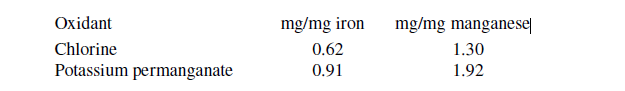 Oxidant mg/mg iron mg/mg manganese
Chlorine 0.62 1.30
Potassium permanganate 0.91 1.92